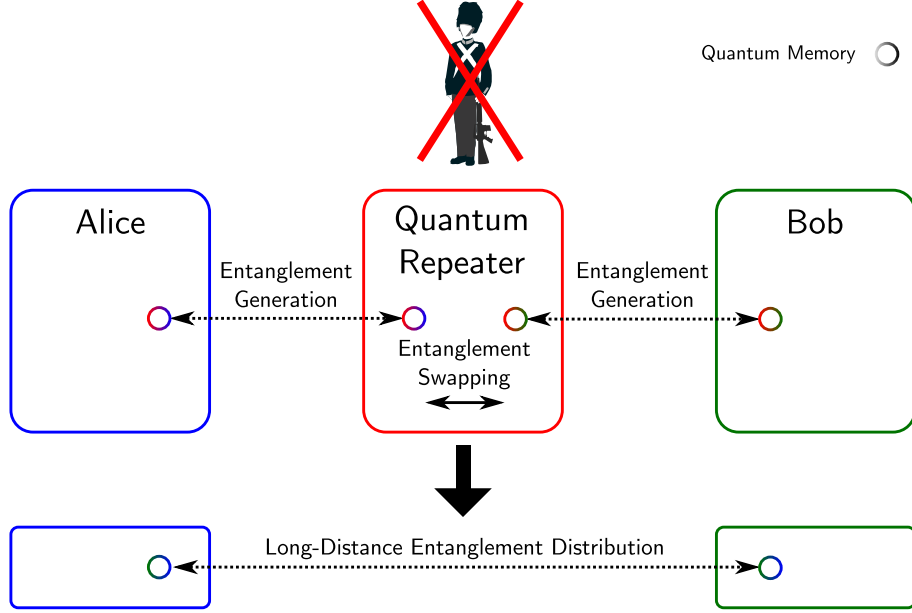 Quantum Memory
Alice
Quantum
Repeater
Bob
Entanglement
Generation
Entanglement
Generation
Entanglement
Swapping
Long-Distance Entanglement Distribution